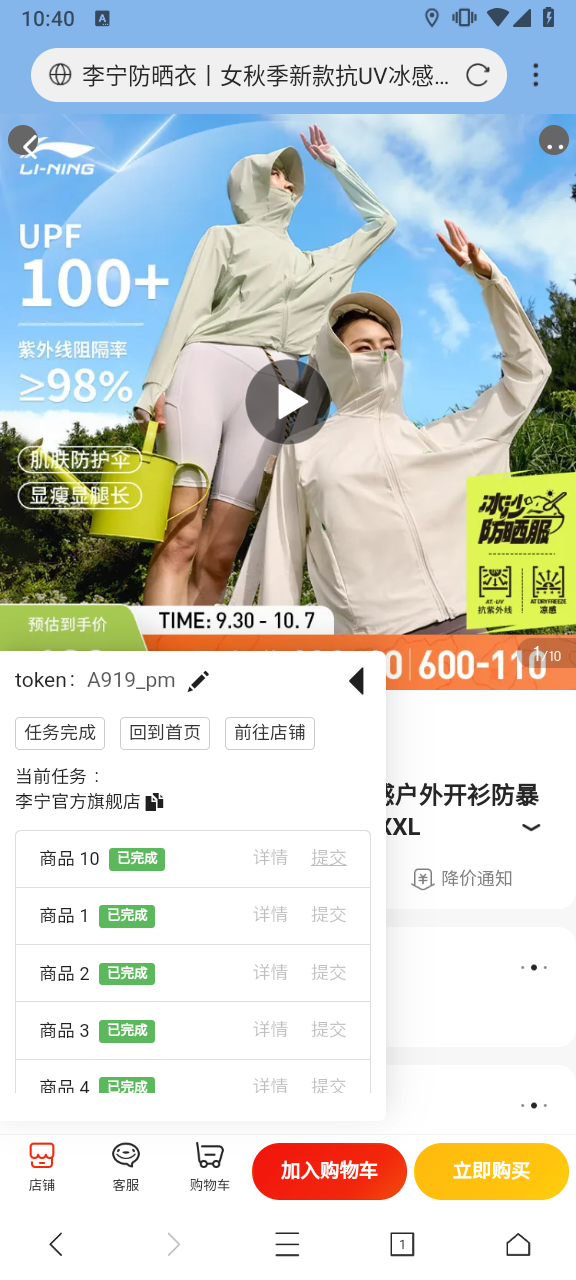 10:40
李宁防晒衣丨女秋季新款抗UV冰感...
LI-NING
UPF
100+
紫外线阻隔率
≥98%
肌肤防护伞
显瘦显腿长
冰沙
防晒服
AT-UV
抗紫外线
AT DRY FREEZE
凉感
预估到手价
TIME: 9.30 - 10.7
600-110
1/10
token：A919_pm
任务完成
回到首页
前往店铺
当前任务：
李宁官方旗舰店
感户外开衫防暴
XXL
降价通知
商品 10 已完成 详情 提交
商品 1 已完成 详情 提交
商品 2 已完成 详情 提交
商品 3 已完成 详情 提交
商品 4 已完成 详情 提交
店铺
客服
购物车
加入购物车
立即购买
1